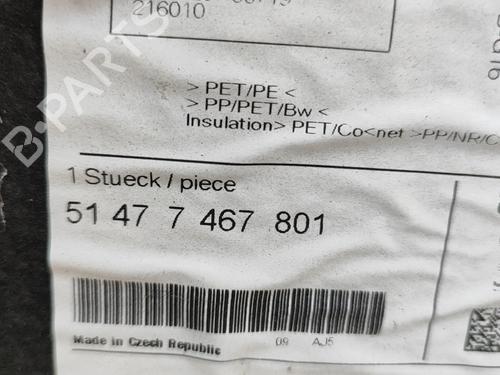 216010
> PET/PE <
> PP/PET/Bw <
Insulation> PET/Co<net >PP/NR/C
1 Stueck / piece
51 47 7 467 801
Made in Czech Republic 09 AJ5
B-PARTS